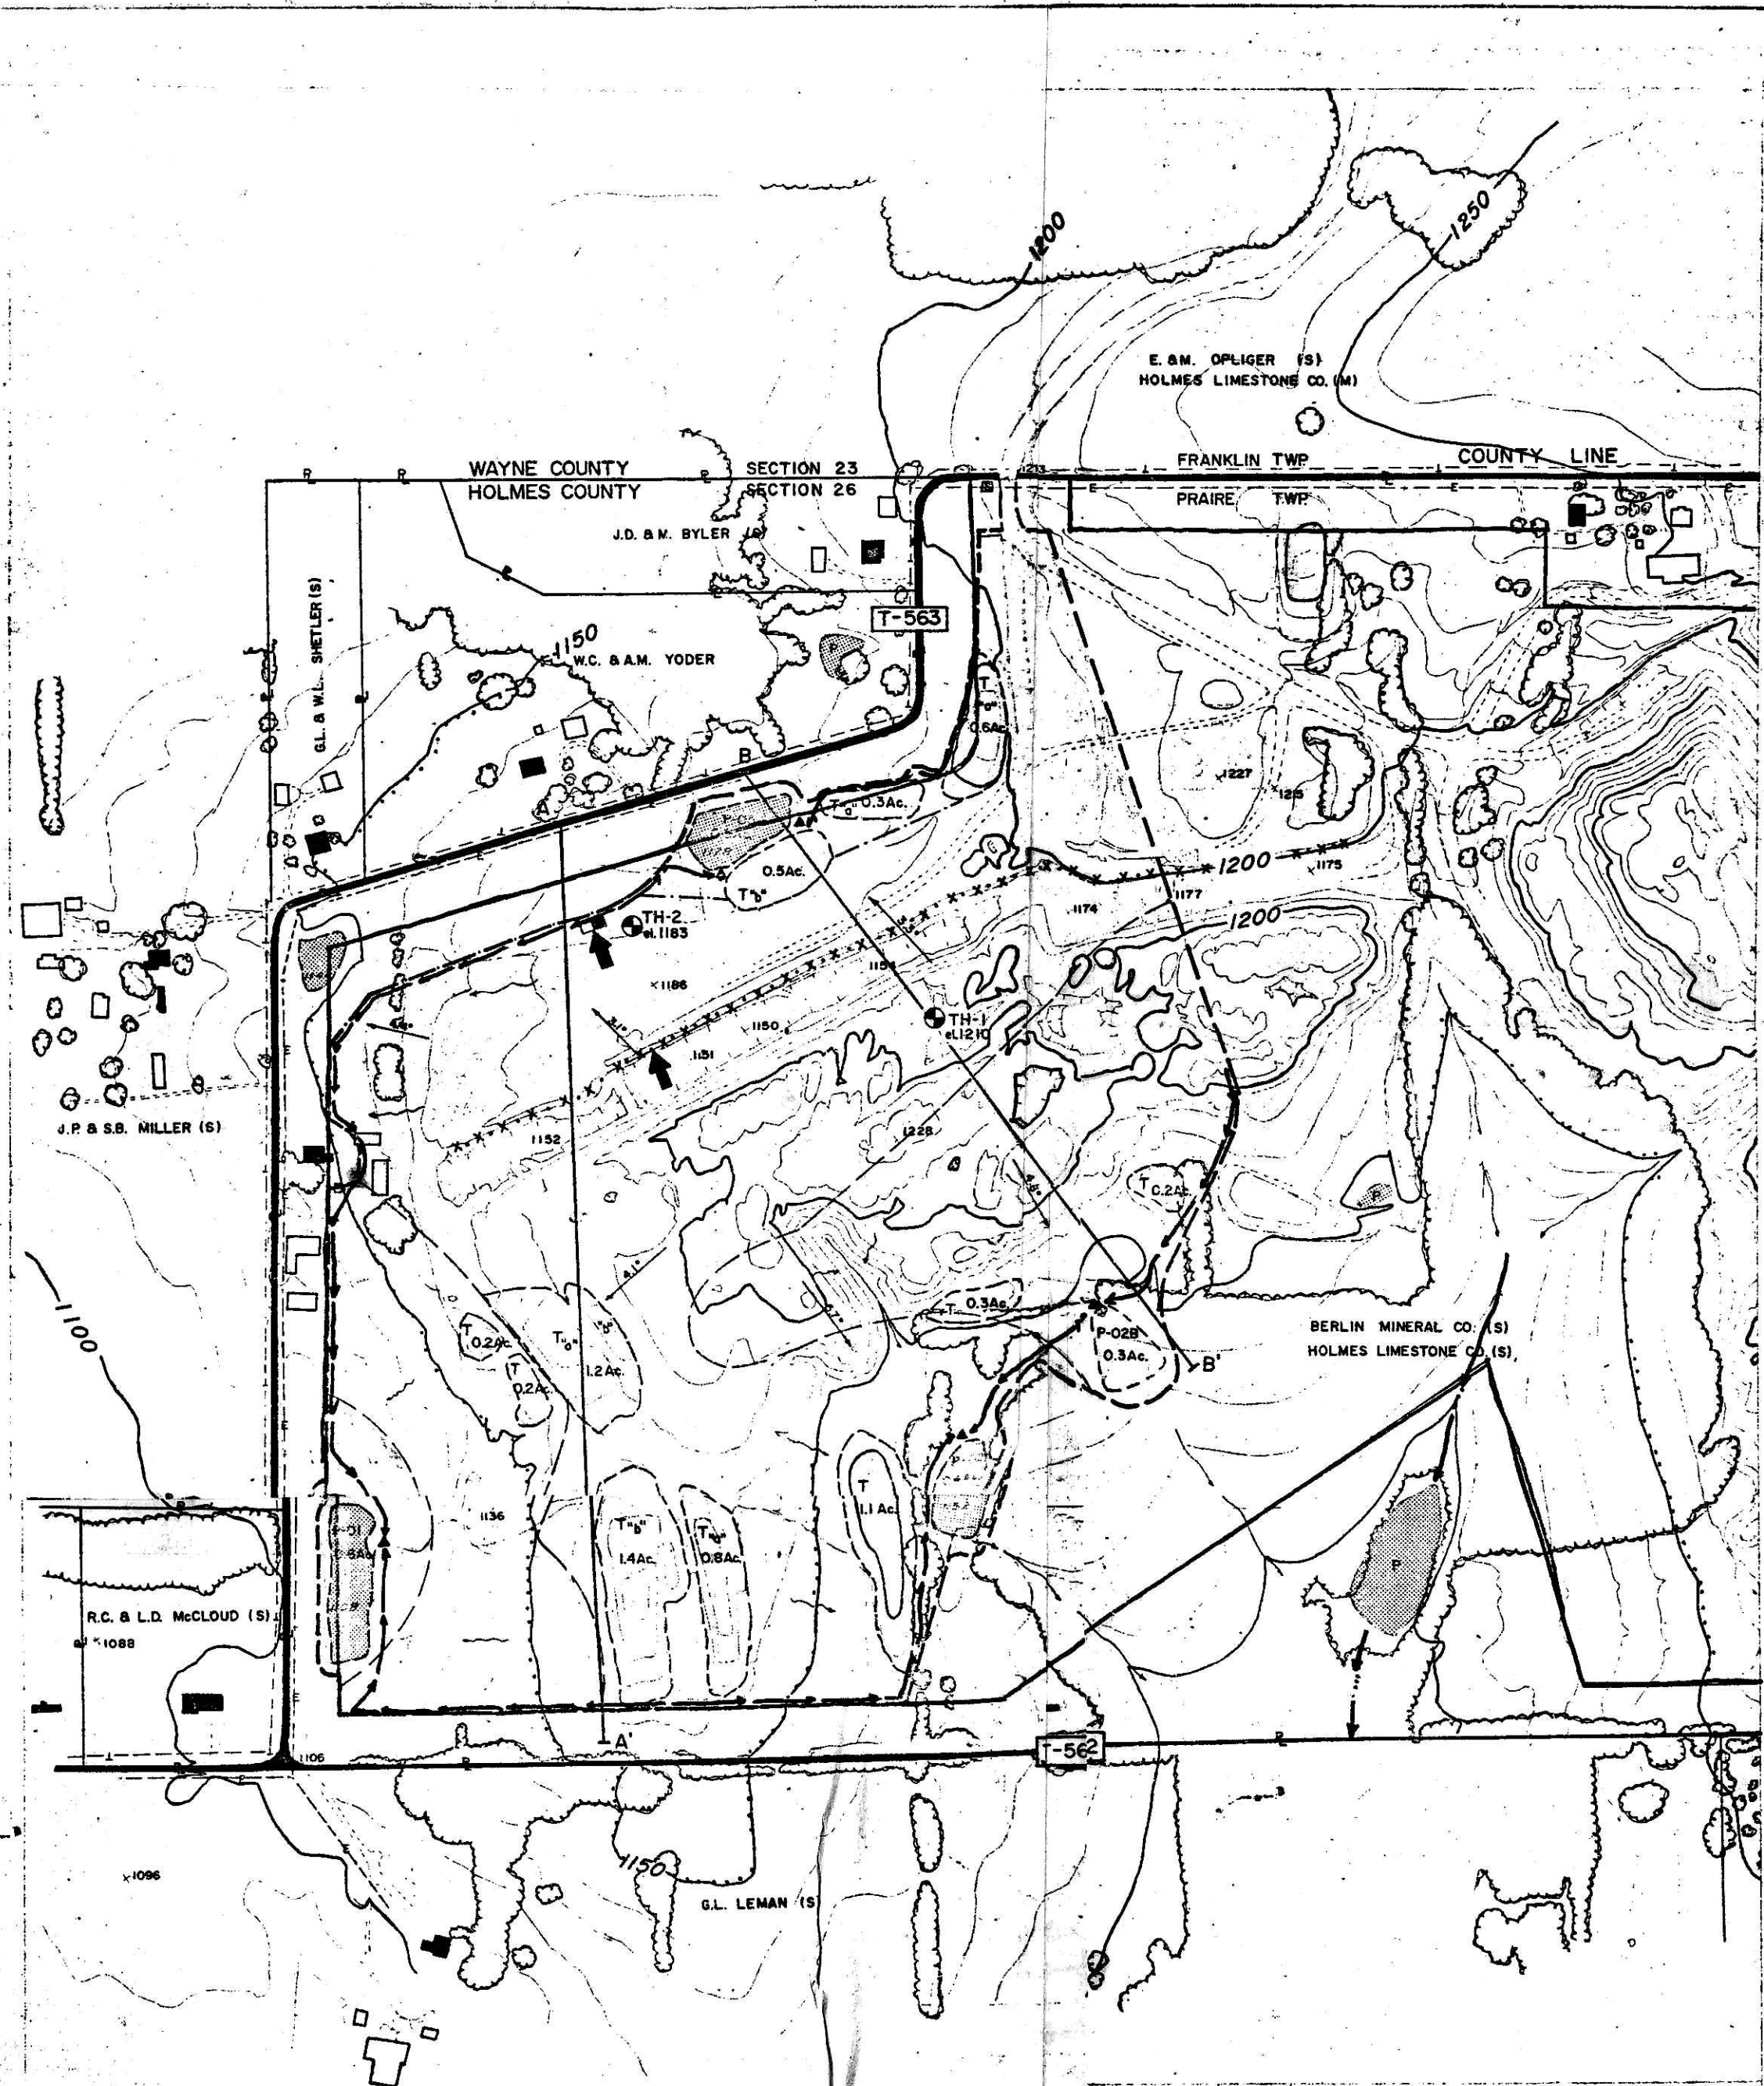 1200
1250
E. & M. OPLIGER (S)
HOLMES LIMESTONE CO. (M)
WAYNE COUNTY
HOLMES COUNTY
SECTION 23
SECTION 26
1213
FRANKLIN TWP.
COUNTY LINE
PRAIRE TWP.
J.D. & M. BYLER (S)
G.L. & W.L. SHETLER (S)
T-563
1150
W.C. & A.M. YODER
P
T
"a"
0.6Ac.
B
A
1227
1215
T "a" 0.3Ac.
0.5Ac.
T "b"
1200
1175
1177
1174
1200
TH-2
el. 1183
1186
1150
1151
TH-1
el. 1210
1152
J.P. & S.B. MILLER (S)
1228
T 0.2Ac.
P
1100
T 0.2Ac.
T 0.2Ac.
T "a"
"b"
1.2Ac.
T 0.3Ac.
P-02B
0.3Ac.
B'
BERLIN MINERAL CO. (S)
HOLMES LIMESTONE CO. (S)
1136
T "b"
1.4Ac.
T "a"
0.8Ac.
T
1.1 Ac.
P
R.C. & L.D. McCLOUD (S)
1088
A'
1106
T-562
1096
1150
G.L. LEMAN (S)